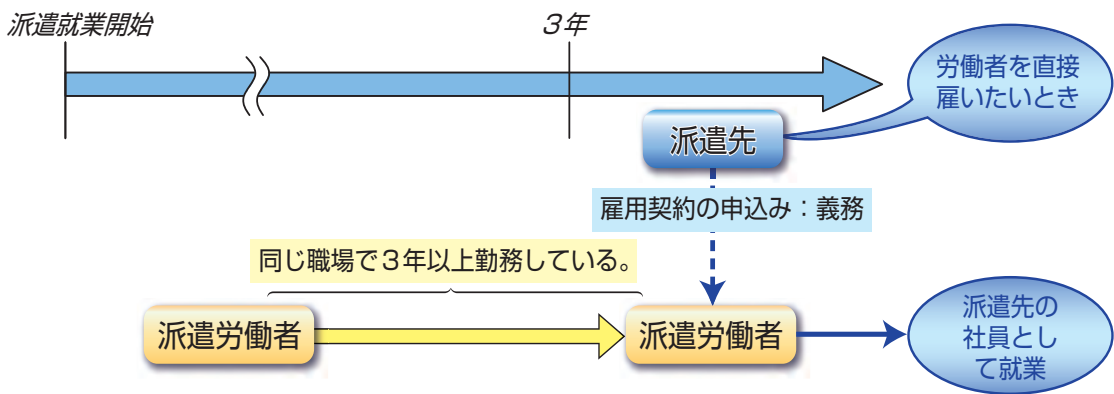 派遣就業開始
3年
労働者を直接
雇いたいとき
派遣先
雇用契約の申込み：義務
同じ職場で3年以上勤務している。
派遣労働者
派遣労働者
派遣先の
社員とし
て就業